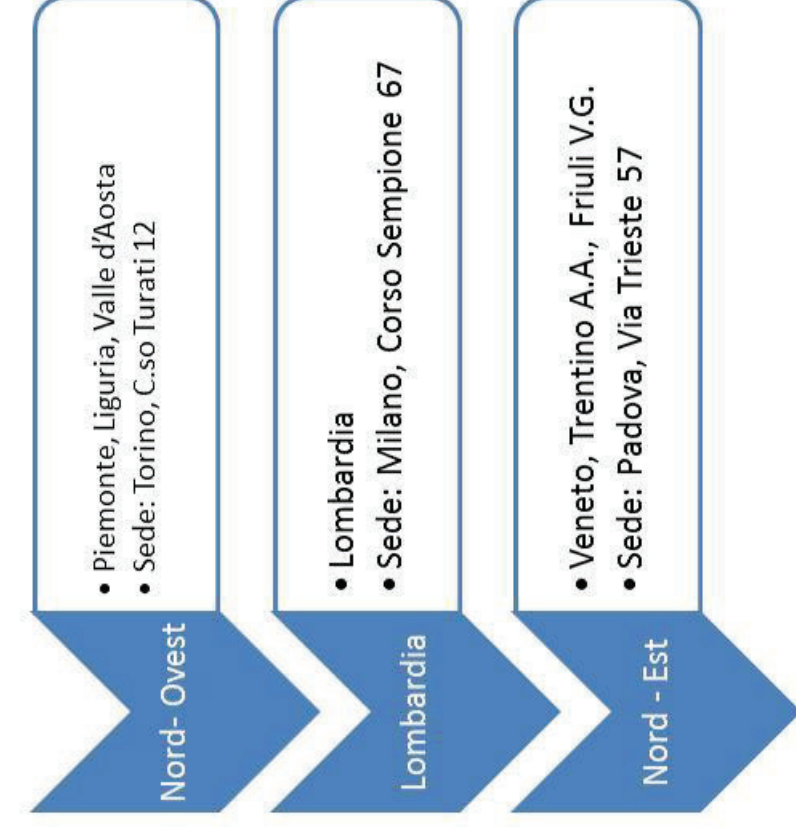 Nord- Ovest
• Piemonte, Liguria, Valle d'Aosta
• Sede: Torino, C.so Turati 12
Lombardia
• Lombardia
• Sede: Milano, Corso Sempione 67
Nord - Est
• Veneto, Trentino A.A., Friuli V.G.
• Sede: Padova, Via Trieste 57